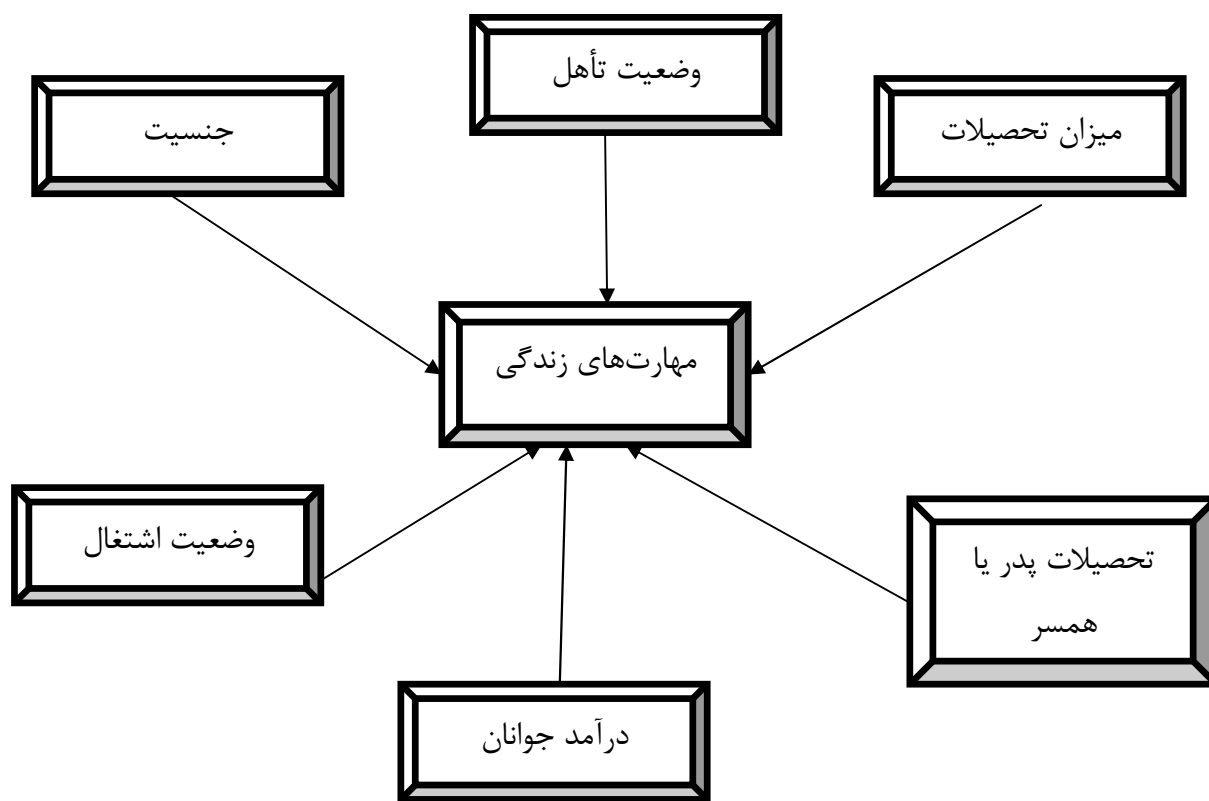 وضعیت تأهل
میزان تحصیلات
جنسیت
مهارت‌های زندگی
تحصیلات پدر یا
همسر
وضعیت اشتغال
درآمد جوانان